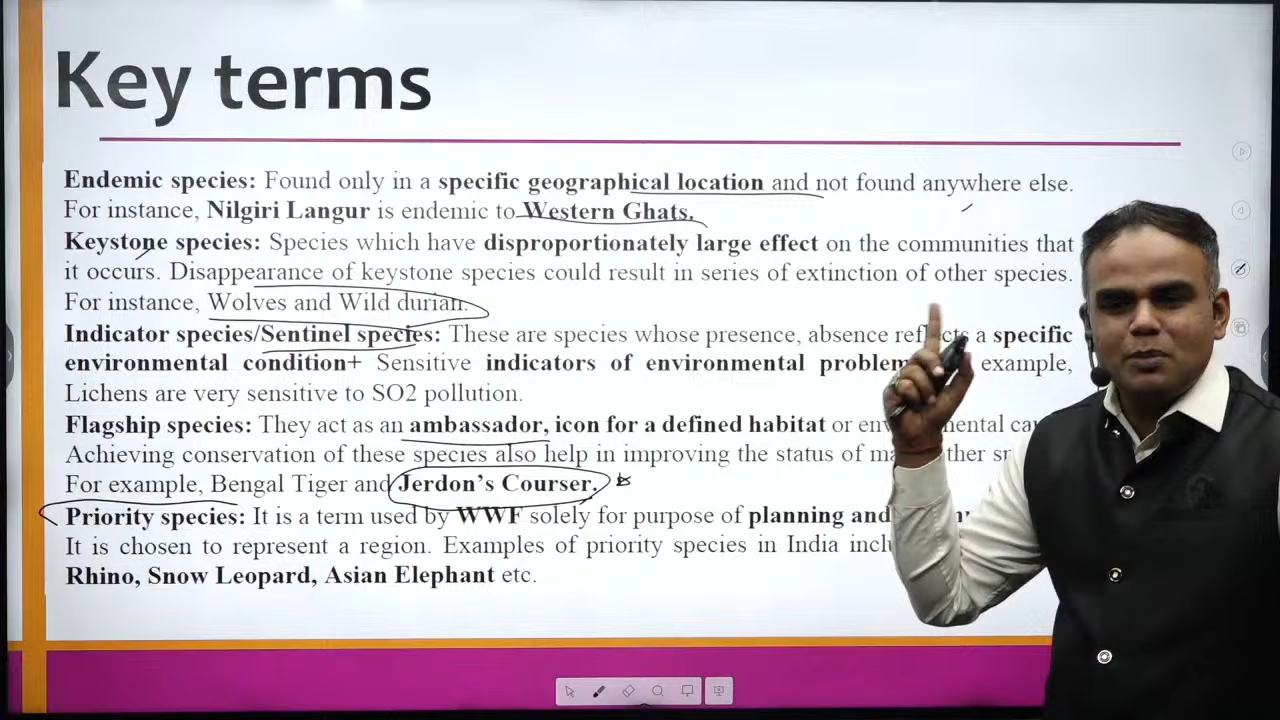 Key terms
Endemic species: Found only in a specific geographical location and not found anywhere else.
For instance, Nilgiri Langur is endemic to Western Ghats.
Keystone species: Species which have disproportionately large effect on the communities that
it occurs. Disappearance of keystone species could result in series of extinction of other species.
For instance, Wolves and Wild durian.
Indicator species/Sentinel species: These are species whose presence, absence reflects a specific
environmental condition+ Sensitive indicators of environmental problem example,
Lichens are very sensitive to SO2 pollution.
Flagship species: They act as an ambassador, icon for a defined habitat or
Achieving conservation of these species also help in improving the status of
For example, Bengal Tiger and Jerdon's Courser.
Priority species: It is a term used by WWF solely for purpose of planning and
It is chosen to represent a region. Examples of priority species in India
Rhino, Snow Leopard, Asian Elephant etc.